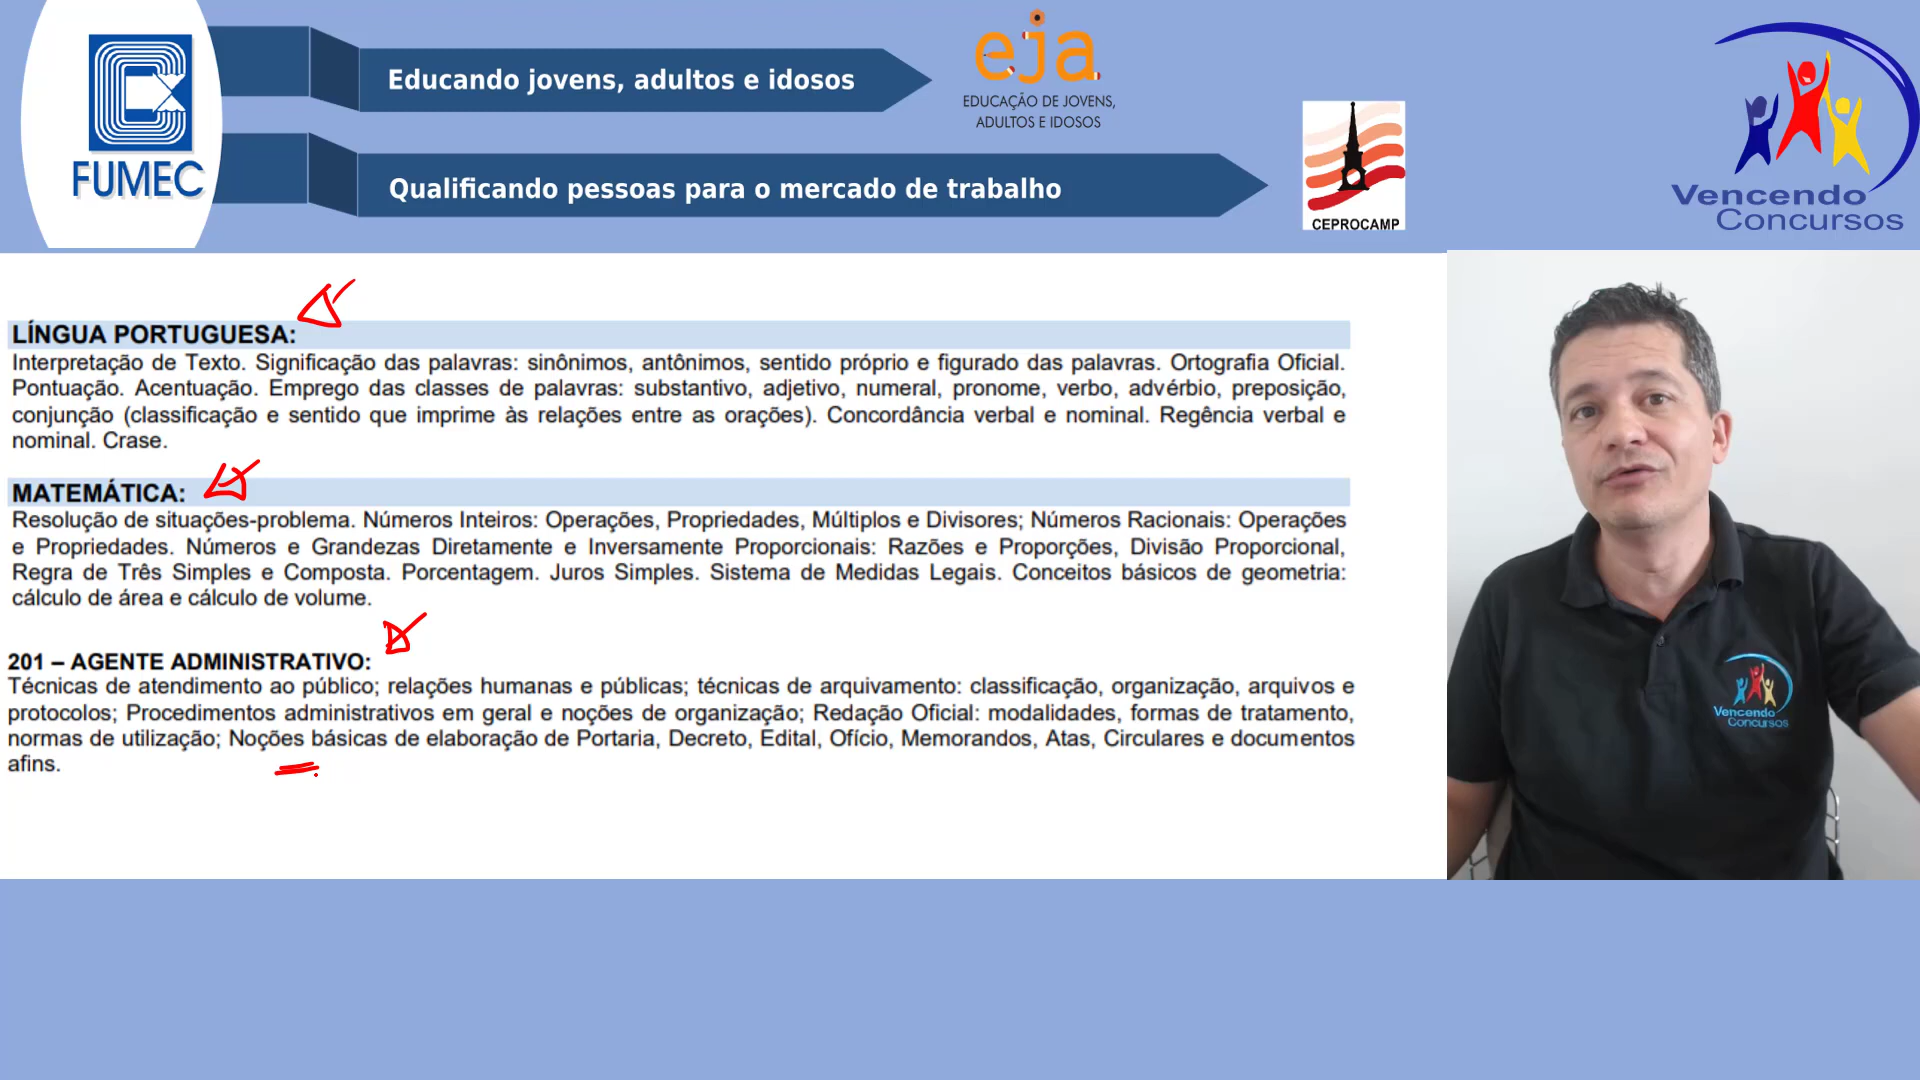 FUMEC
Educando jovens, adultos e idosos
eja
EDUCAÇÃO DE JOVENS,
ADULTOS E IDOSOS
Qualificando pessoas para o mercado de trabalho
CEPROCAMP
Vencendo
Concursos
LÍNGUA PORTUGUESA:
Interpretação de Texto. Significação das palavras: sinônimos, antônimos, sentido próprio e figurado das palavras. Ortografia Oficial.
Pontuação. Acentuação. Emprego das classes de palavras: substantivo, adjetivo, numeral, pronome, verbo, advérbio, preposição,
conjunção (classificação e sentido que imprime às relações entre as orações). Concordância verbal e nominal. Regência verbal e
nominal. Crase.
MATEMÁTICA:
Resolução de situações-problema. Números Inteiros: Operações, Propriedades, Múltiplos e Divisores; Números Racionais: Operações
e Propriedades. Números e Grandezas Diretamente e Inversamente Proporcionais: Razões e Proporções, Divisão Proporcional,
Regra de Três Simples e Composta. Porcentagem. Juros Simples. Sistema de Medidas Legais. Conceitos básicos de geometria:
cálculo de área e cálculo de volume.
201 – AGENTE ADMINISTRATIVO:
Técnicas de atendimento ao público; relações humanas e públicas; técnicas de arquivamento: classificação, organização, arquivos e
protocolos; Procedimentos administrativos em geral e noções de organização; Redação Oficial: modalidades, formas de tratamento,
normas de utilização; Noções básicas de elaboração de Portaria, Decreto, Edital, Ofício, Memorandos, Atas, Circulares e documentos
afins.
Vencendo
Concursos